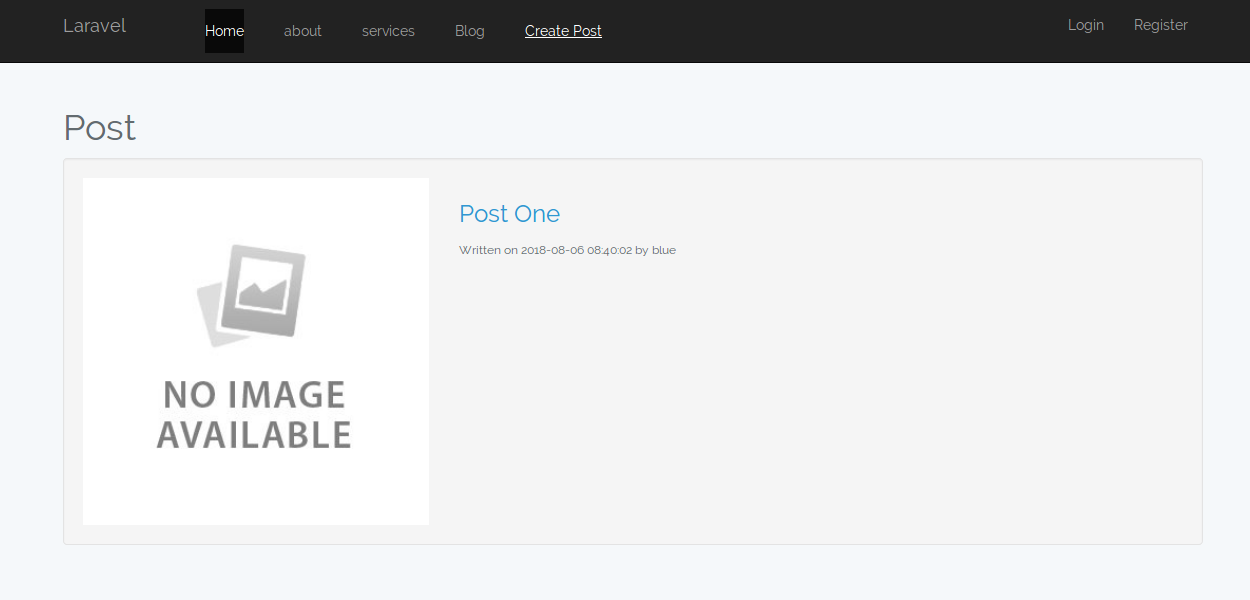 Laravel Home about services Blog Create Post Login Register
Post
NO IMAGE
AVAILABLE
Post One
Written on 2018-08-06 08:40:02 by blue